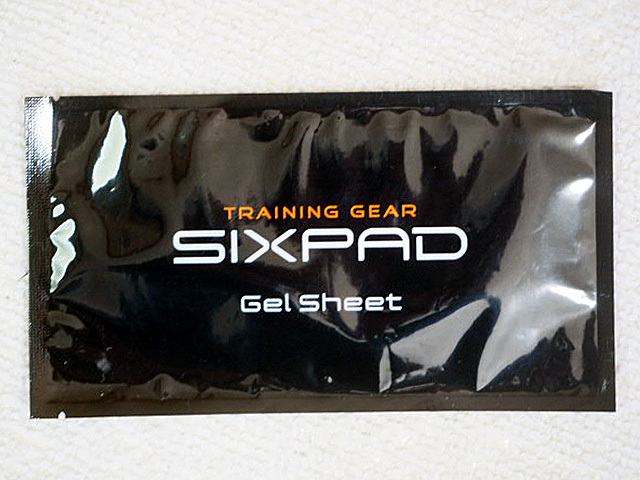 TRAINING GEAR
SIXPAD
Gel Sheet